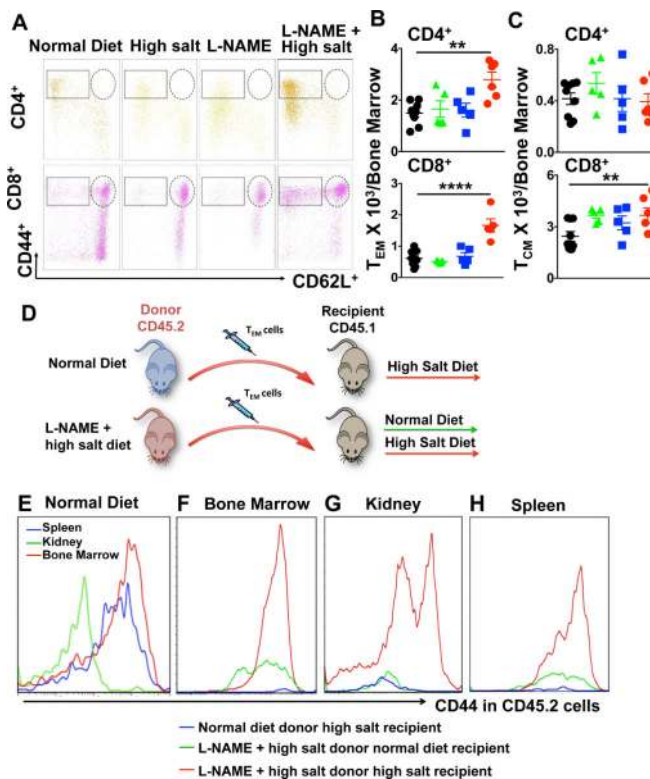 A
Normal Diet
High salt
L-NAME
L-NAME +
High salt
CD4+
CD8+
CD44+
CD62L+
B
CD4+
**
4
2
0
CD8+
****
3
2
1
0
TEM X 10³/Bone Marrow
C
CD4+
0.8
0.4
0.0
CD8+
**
6
3
0
TCM X 10³/Bone Marrow
D
Donor
CD45.2
Recipient
CD45.1
TEM cells
Normal Diet
High Salt Diet
TEM cells
L-NAME +
high salt diet
Normal Diet
High Salt Diet
E Normal Diet
Spleen
Kidney
Bone Marrow
F Bone Marrow
G Kidney
H Spleen
CD44 in CD45.2 cells
Normal diet donor high salt recipient
L-NAME + high salt donor normal diet recipient
L-NAME + high salt donor high salt recipient